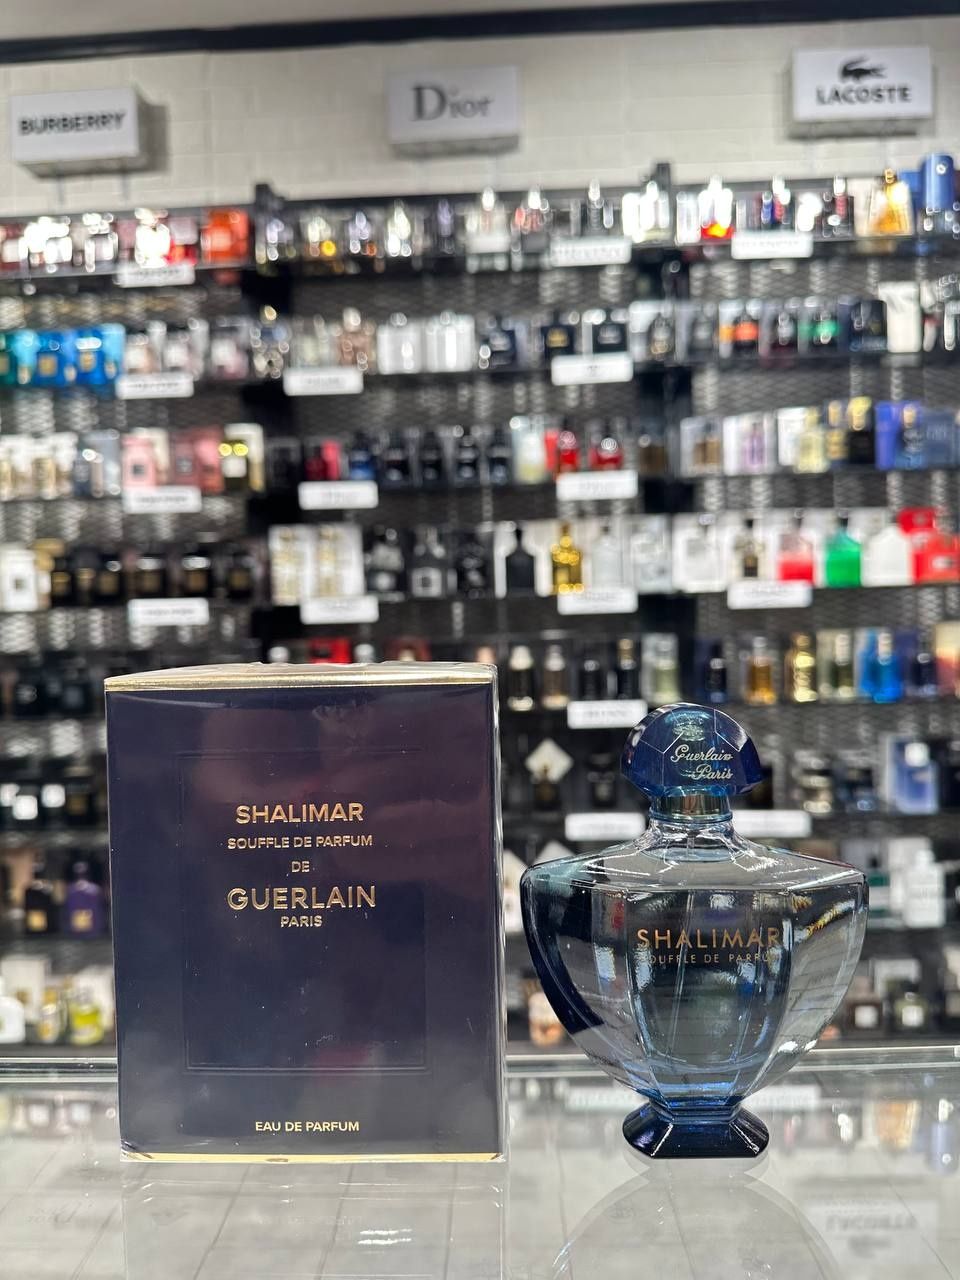 BURBERRY
Dior
LACOSTE
SHALIMAR
SOUFFLE DE PARFUM
DE
GUERLAIN
PARIS
EAU DE PARFUM
Guerlain
Paris
SHALIMAR
SOUFFLE DE PARFUM